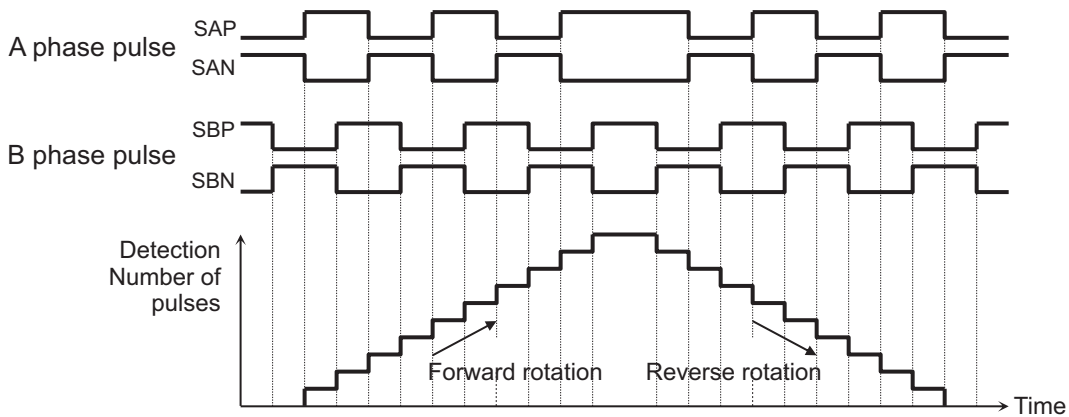 A phase pulse
SAP
SAN
B phase pulse
SBP
SBN
Detection
Number of
pulses
Forward rotation
Reverse rotation
Time